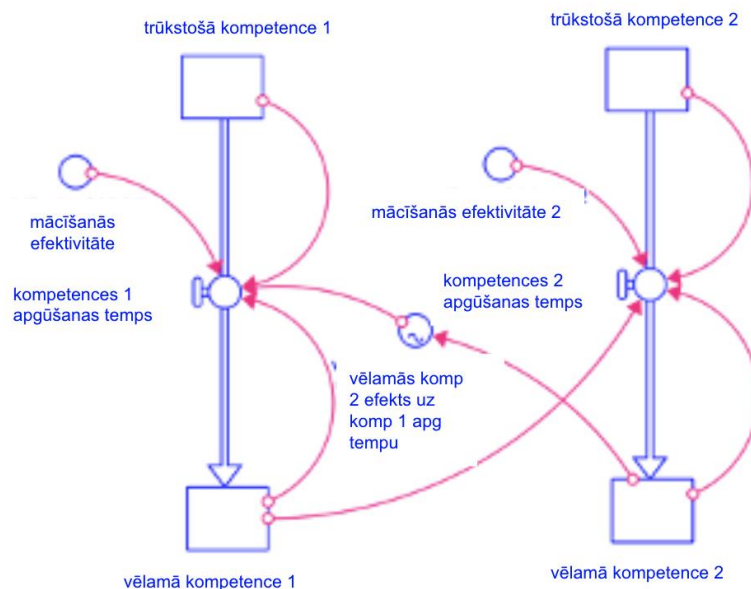 trūkstošā kompetence 1
trūkstošā kompetence 2
mācīšanās
efektivitāte
mācīšanās efektivitāte 2
kompetences 1
apgūšanas temps
kompetences 2
apgūšanas temps
vēlamās komp
2 efekts uz
komp 1 apg
tempu
vēlamā kompetence 1
vēlamā kompetence 2